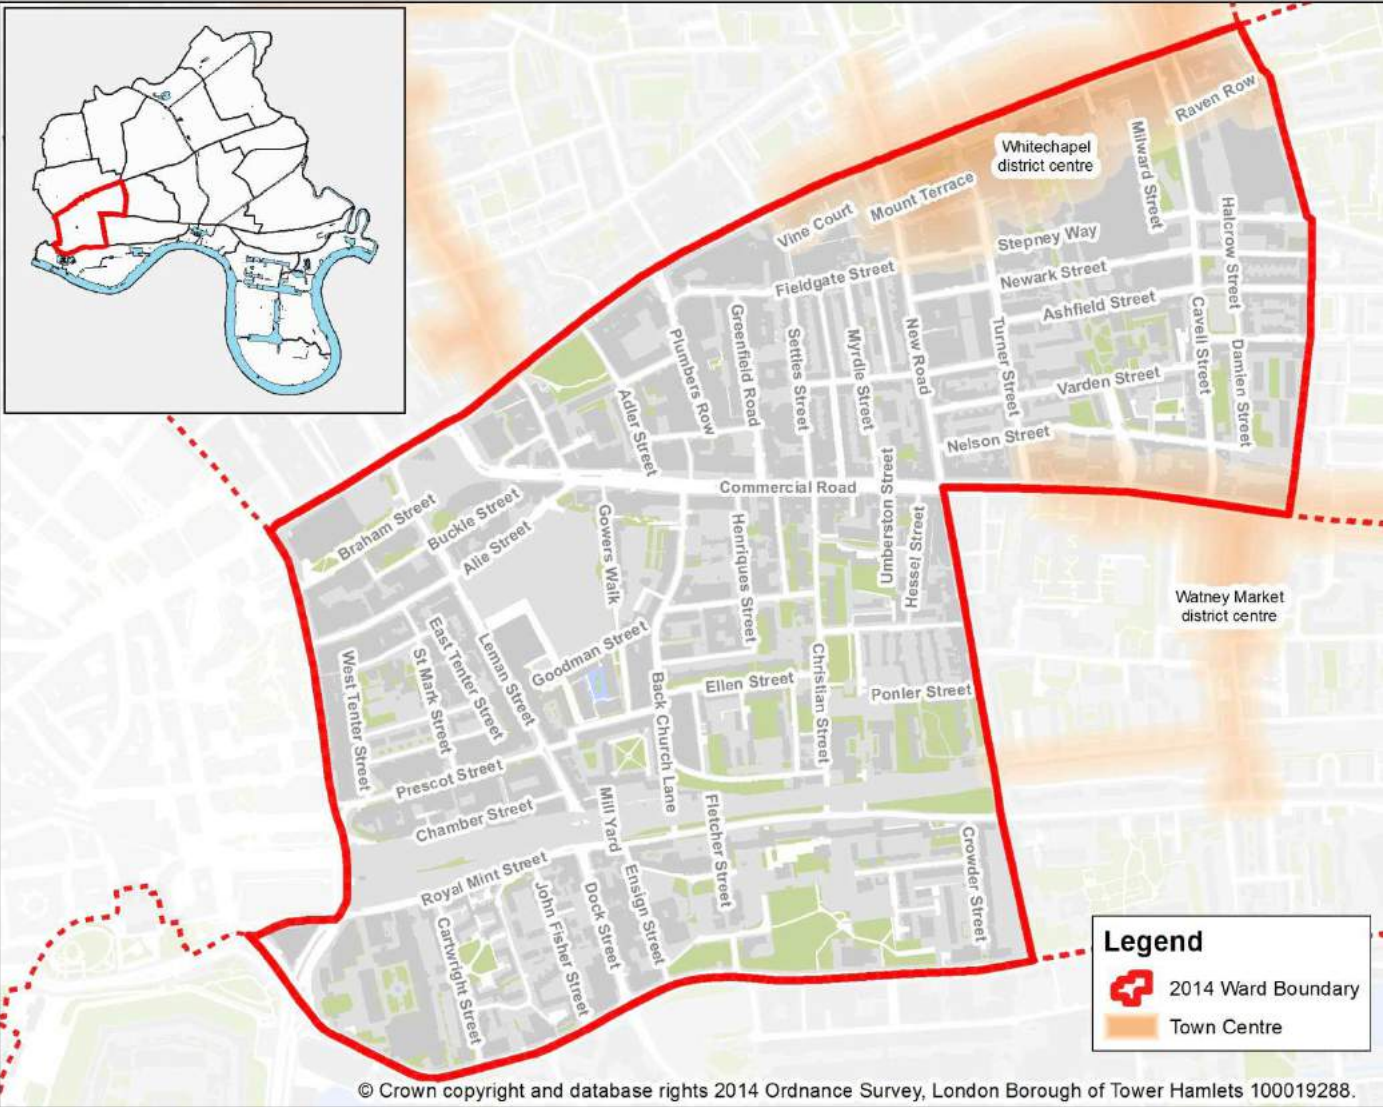 Raven Row
Whitechapel
district centre
Milward Street
Mount Terrace
Vine Court
Halcrow Street
Stepney Way
Fieldgate Street
Newark Street
Ashfield Street
Cavell Street
Plumbers Row
Greenfield Road
Settles Street
Myrdle Street
New Road
Turner Street
Damien Street
Varden Street
Adler Street
Nelson Street
Commercial Road
Umberston Street
Braham Street
Buckle Street
Alie Street
Gowers Walk
Henriques Street
Hessel Street
Watney Market
district centre
East Tenter Street
Leman Street
Goodman Street
St Mark Street
West Tenter Street
Back Church Lane
Ellen Street
Christian Street
Ponler Street
Prescot Street
Chamber Street
Mill Yard
Fletcher Street
Crowder Street
Royal Mint Street
Ensign Street
John Fisher Street
Dock Street
Cartwright Street
Legend
2014 Ward Boundary
Town Centre
© Crown copyright and database rights 2014 Ordnance Survey, London Borough of Tower Hamlets 100019288.